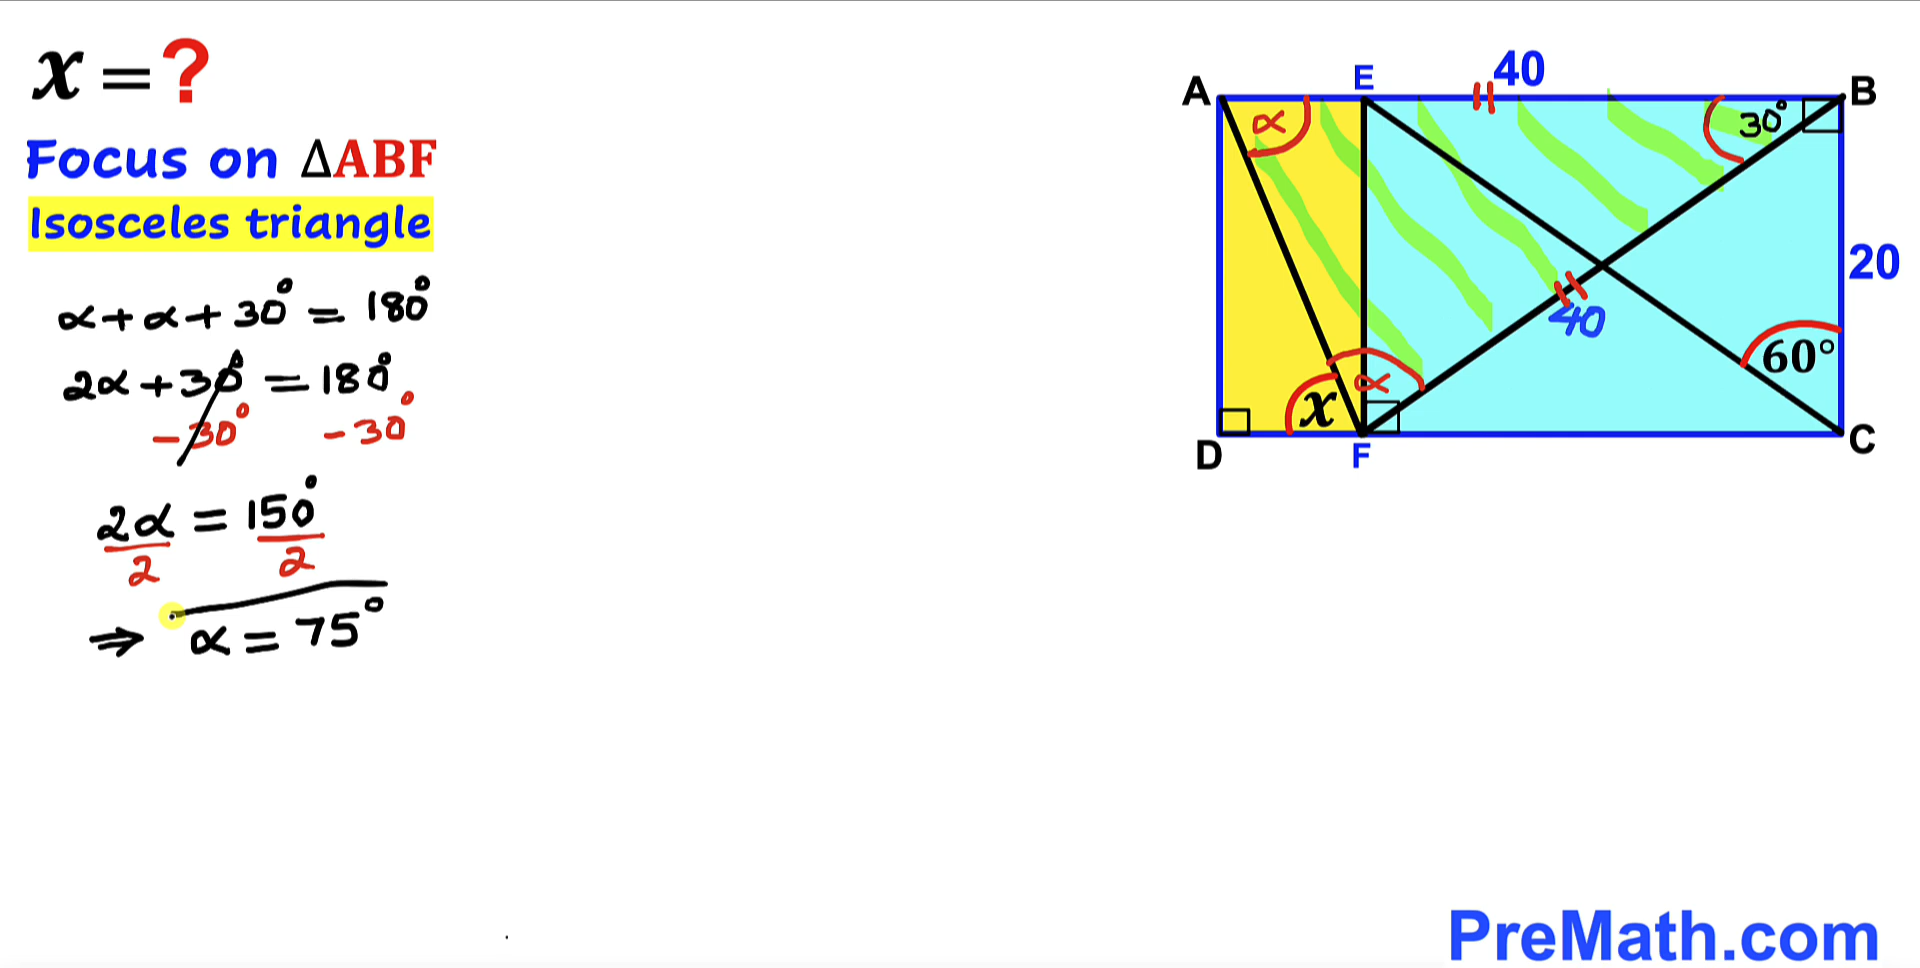 x = ?
Focus on ΔABF
Isosceles triangle
α + α + 30° = 180°
2α + 30° = 180°
- 30° - 30°
2α = 150°
2 2
⇒ α = 75°
A E 40 B
α 30°
20
40
60°
α
x
D F C
PreMath.com